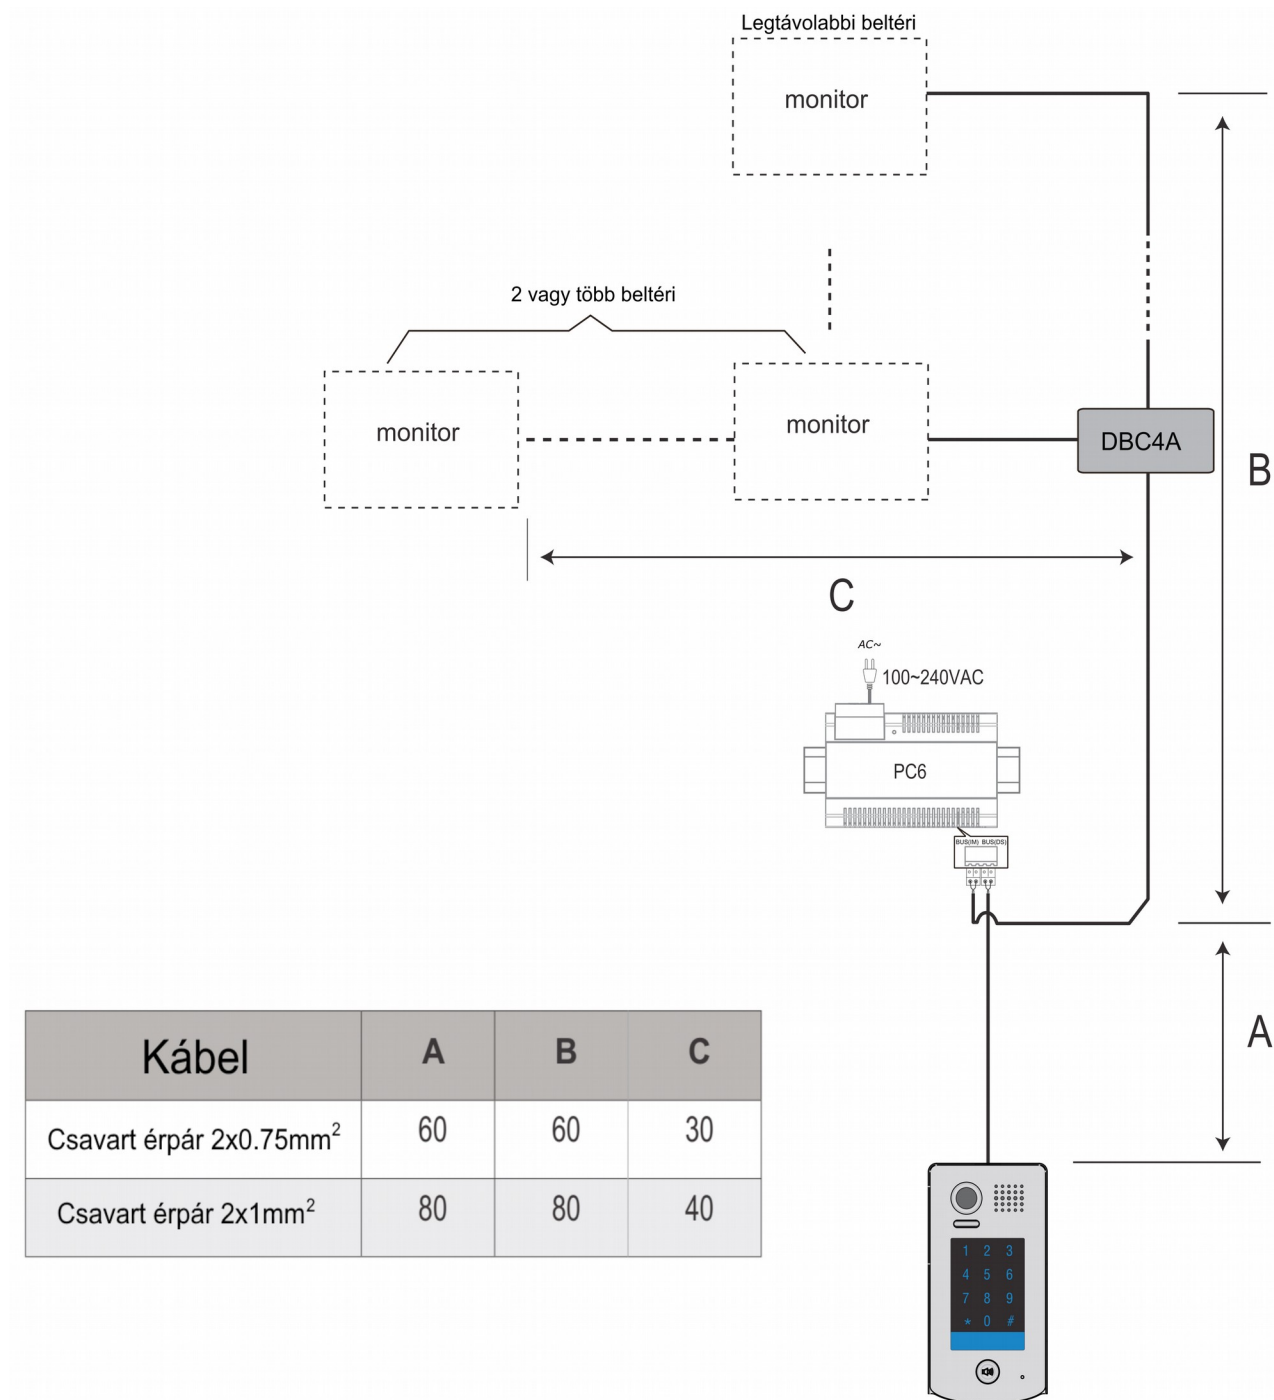 Legtávolabbi beltéri
monitor
2 vagy több beltéri
monitor
monitor
DBC4A
B
C
AC~
100~240VAC
PC6
BUS(IM) BUS(DS)
A
Kábel A B C
Csavart érpár 2x0.75mm² 60 60 30
Csavart érpár 2x1mm² 80 80 40
1 2 3
4 5 6
7 8 9
* 0 #